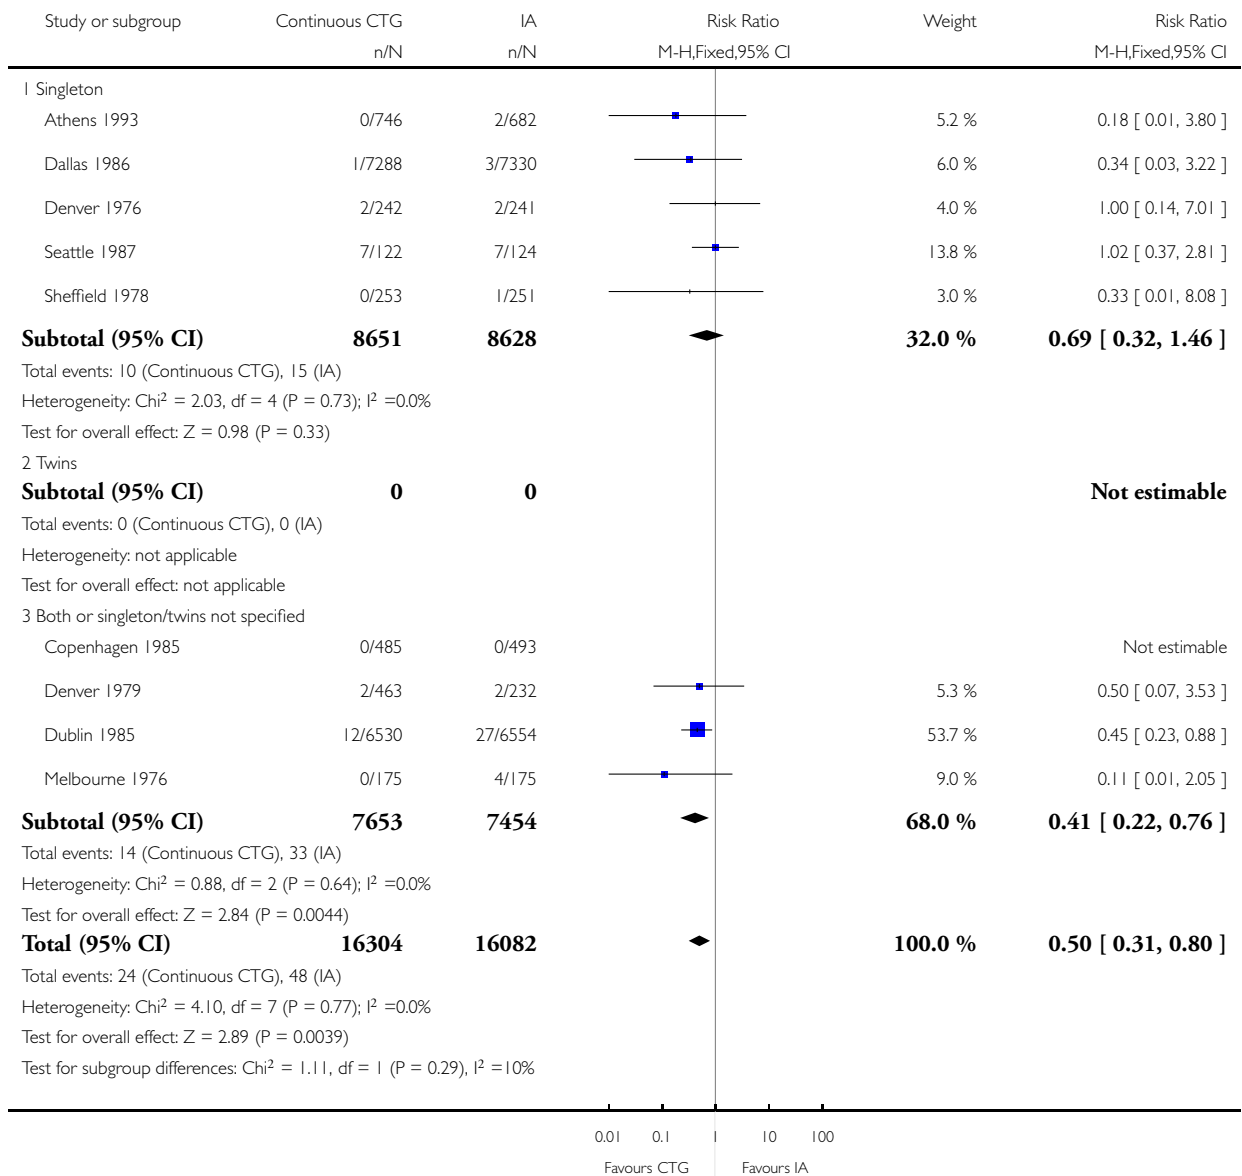 Study or subgroup Continuous CTG IA Risk Ratio Weight Risk Ratio
n/N n/N M-H,Fixed,95% CI M-H,Fixed,95% CI
1 Singleton
Athens 1993 0/746 2/682 5.2 % 0.18 [ 0.01, 3.80 ]
Dallas 1986 1/7288 3/7330 6.0 % 0.34 [ 0.03, 3.22 ]
Denver 1976 2/242 2/241 4.0 % 1.00 [ 0.14, 7.01 ]
Seattle 1987 7/122 7/124 13.8 % 1.02 [ 0.37, 2.81 ]
Sheffield 1978 0/253 1/251 3.0 % 0.33 [ 0.01, 8.08 ]
Subtotal (95% CI) 8651 8628 32.0 % 0.69 [ 0.32, 1.46 ]
Total events: 10 (Continuous CTG), 15 (IA)
Heterogeneity: Chi² = 2.03, df = 4 (P = 0.73); I² =0.0%
Test for overall effect: Z = 0.98 (P = 0.33)
2 Twins
Subtotal (95% CI) 0 0 Not estimable
Total events: 0 (Continuous CTG), 0 (IA)
Heterogeneity: not applicable
Test for overall effect: not applicable
3 Both or singleton/twins not specified
Copenhagen 1985 0/485 0/493 Not estimable
Denver 1979 2/463 2/232 5.3 % 0.50 [ 0.07, 3.53 ]
Dublin 1985 12/6530 27/6554 53.7 % 0.45 [ 0.23, 0.88 ]
Melbourne 1976 0/175 4/175 9.0 % 0.11 [ 0.01, 2.05 ]
Subtotal (95% CI) 7653 7454 68.0 % 0.41 [ 0.22, 0.76 ]
Total events: 14 (Continuous CTG), 33 (IA)
Heterogeneity: Chi² = 0.88, df = 2 (P = 0.64); I² =0.0%
Test for overall effect: Z = 2.84 (P = 0.0044)
Total (95% CI) 16304 16082 100.0 % 0.50 [ 0.31, 0.80 ]
Total events: 24 (Continuous CTG), 48 (IA)
Heterogeneity: Chi² = 4.10, df = 7 (P = 0.77); I² =0.0%
Test for overall effect: Z = 2.89 (P = 0.0039)
Test for subgroup differences: Chi² = 1.11, df = 1 (P = 0.29), I² =10%
0.01 0.1 1 10 100
Favours CTG Favours IA